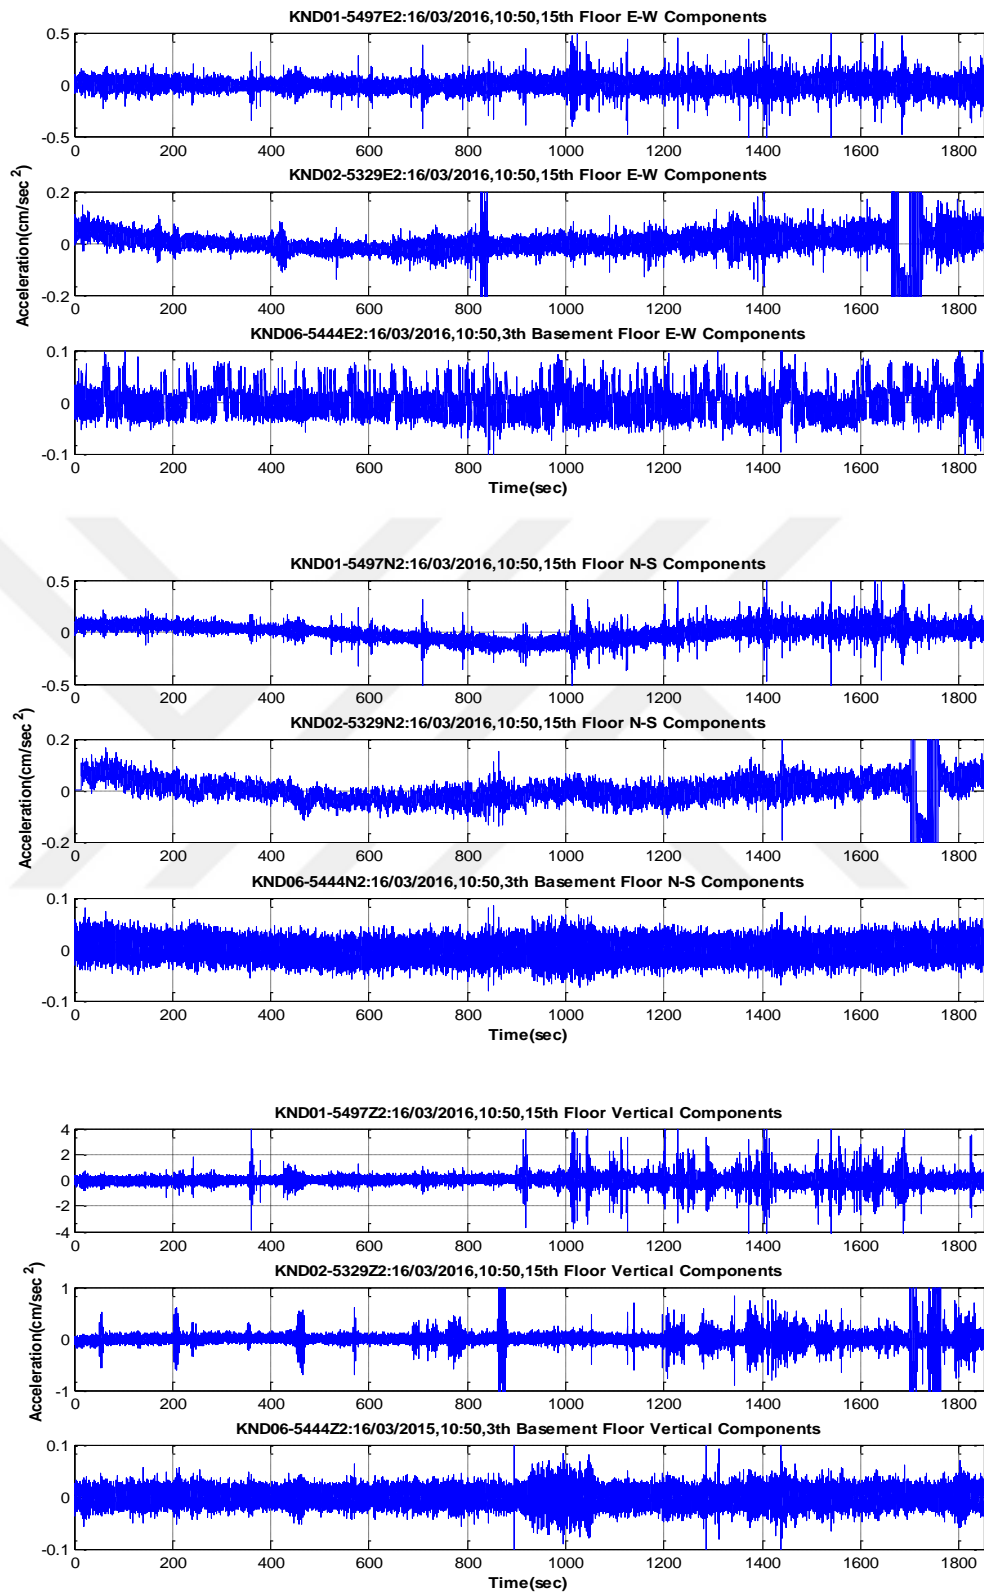 KND01-5497E2:16/03/2016,10:50,15th Floor E-W Components
0.5
0
-0.5
0 200 400 600 800 1000 1200 1400 1600 1800
Acceleration(cm/sec 2)
KND02-5329E2:16/03/2016,10:50,15th Floor E-W Components
0.2
0
-0.2
0 200 400 600 800 1000 1200 1400 1600 1800
KND06-5444E2:16/03/2016,10:50,3th Basement Floor E-W Components
0.1
0
-0.1
0 200 400 600 800 1000 1200 1400 1600 1800
Time(sec)
KND01-5497N2:16/03/2016,10:50,15th Floor N-S Components
0.5
0
-0.5
0 200 400 600 800 1000 1200 1400 1600 1800
Acceleration(cm/sec 2)
KND02-5329N2:16/03/2016,10:50,15th Floor N-S Components
0.2
0
-0.2
0 200 400 600 800 1000 1200 1400 1600 1800
KND06-5444N2:16/03/2016,10:50,3th Basement Floor N-S Components
0.1
0
-0.1
0 200 400 600 800 1000 1200 1400 1600 1800
Time(sec)
KND01-5497Z2:16/03/2016,10:50,15th Floor Vertical Components
4
2
0
-2
-4
0 200 400 600 800 1000 1200 1400 1600 1800
Acceleration(cm/sec 2)
KND02-5329Z2:16/03/2016,10:50,15th Floor Vertical Components
1
0
-1
0 200 400 600 800 1000 1200 1400 1600 1800
KND06-5444Z2:16/03/2015,10:50,3th Basement Floor Vertical Components
0.1
0
-0.1
0 200 400 600 800 1000 1200 1400 1600 1800
Time(sec)